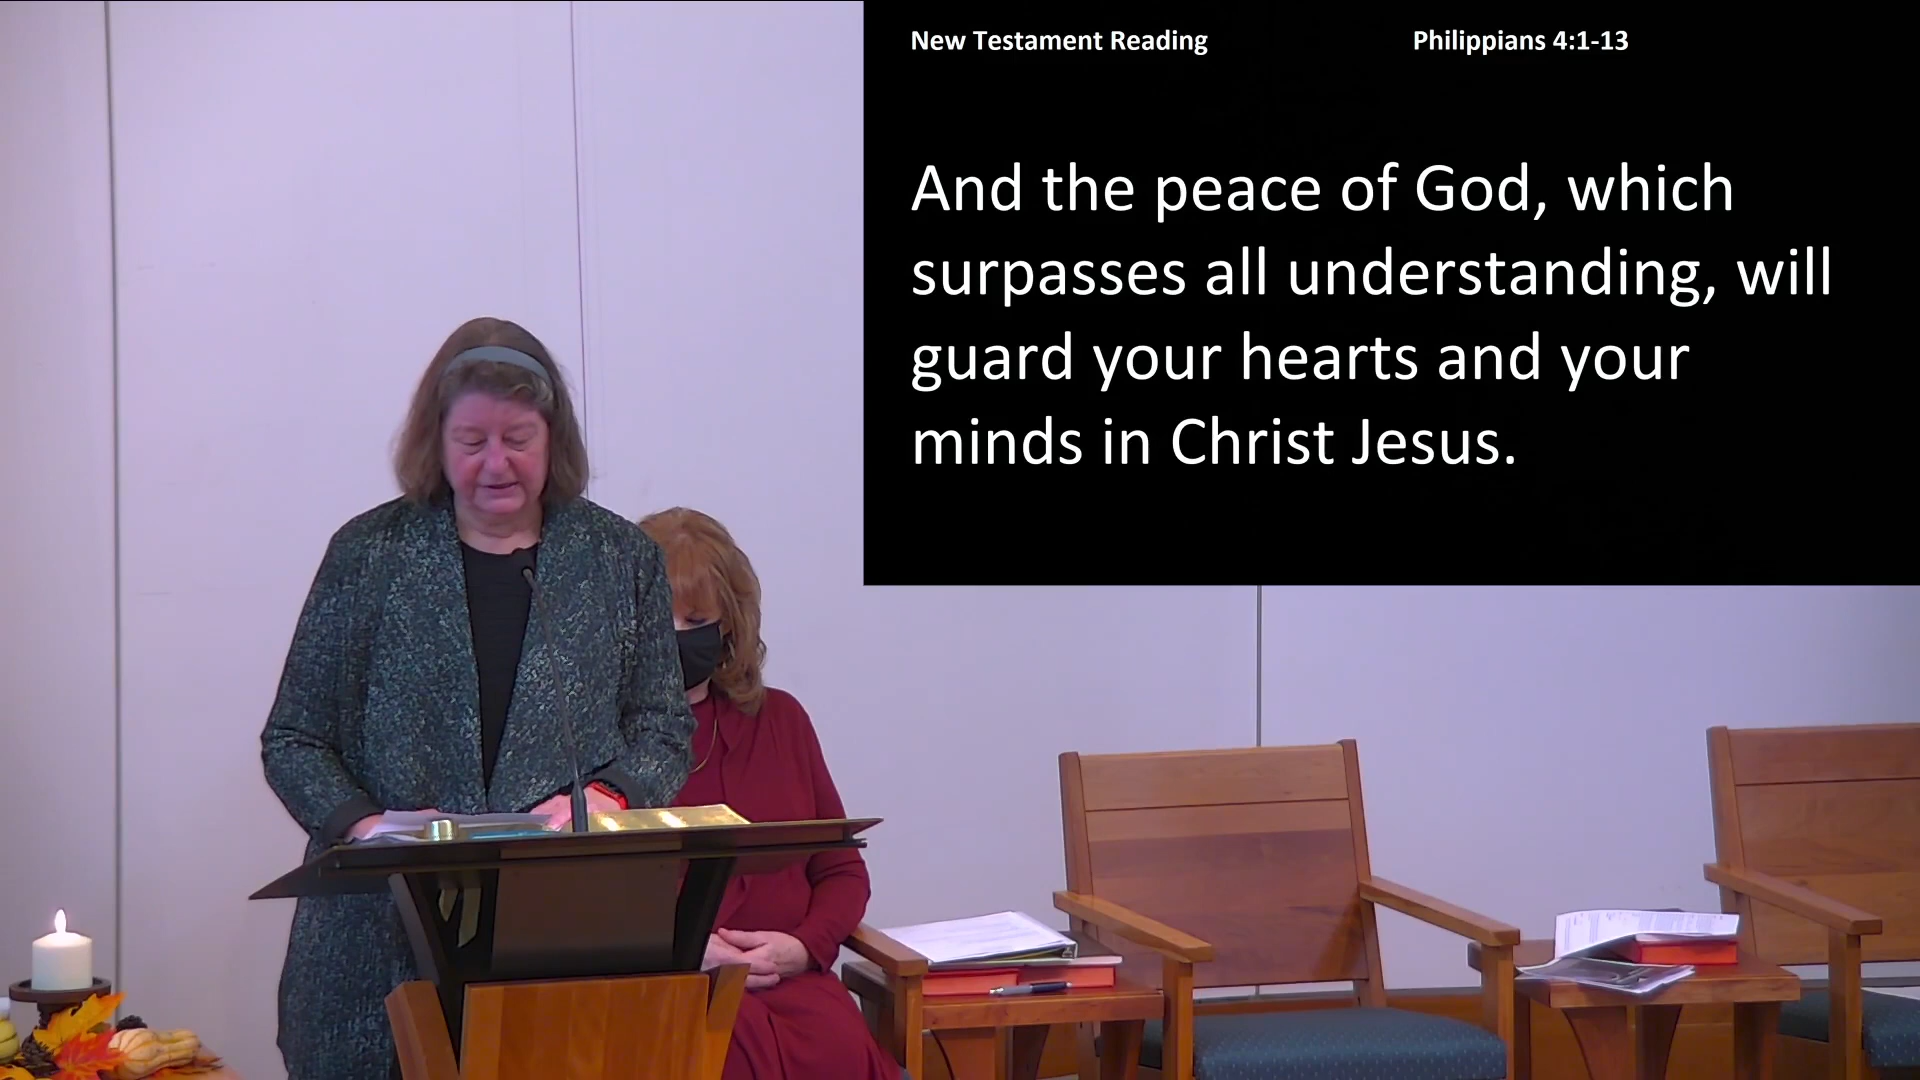 New Testament Reading Philippians 4:1-13
And the peace of God, which
surpasses all understanding, will
guard your hearts and your
minds in Christ Jesus.